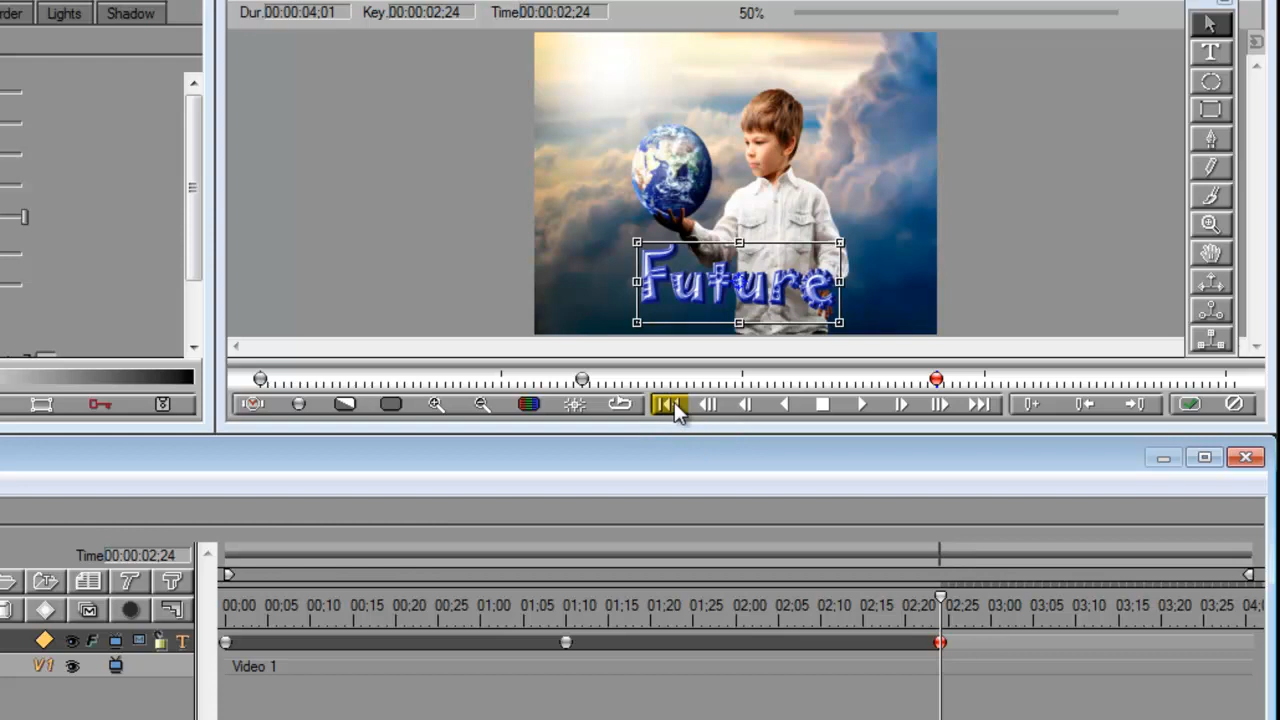 rder Lights Shadow
Dur.00:00:04;01 Key.00:00:02;24 Time00:00:02;24 50%
Future
Time00:00:02;24
00;00 00;05 00;10 00;15 00;20 00;25 01:00 01:05 01:10 01:15 01:20 01:25 02:00 02:05 02:10 02:15 02:20 02:25 03:00 03:05 03:10 03:15 03:20 03:25 04:0
V1 Video 1